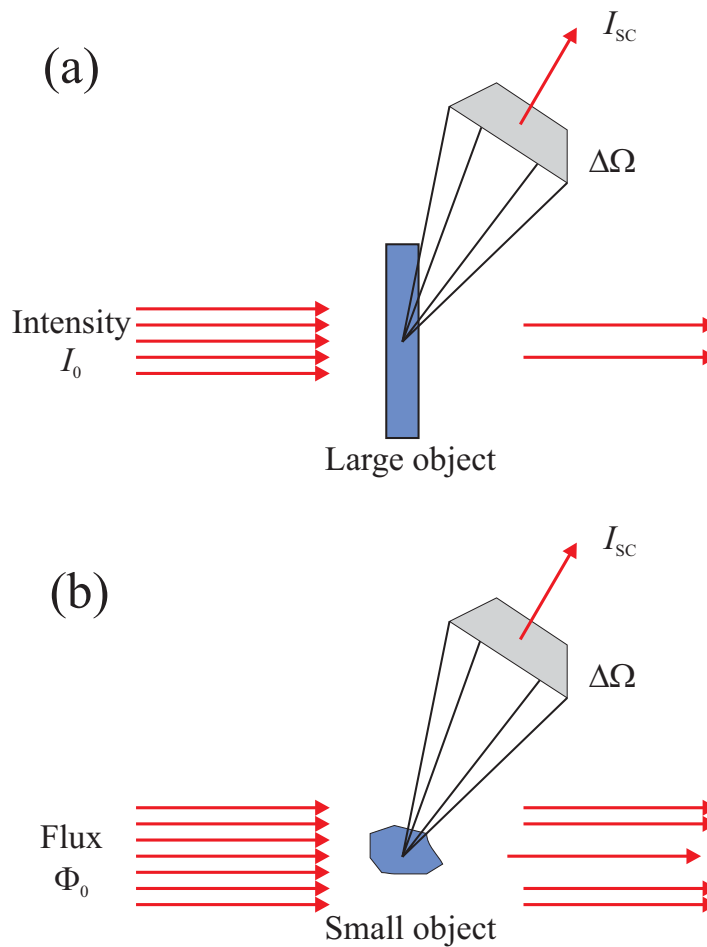 (a)
I_SC
ΔΩ
Intensity
I_0
Large object
(b)
I_SC
ΔΩ
Flux
Φ_0
Small object